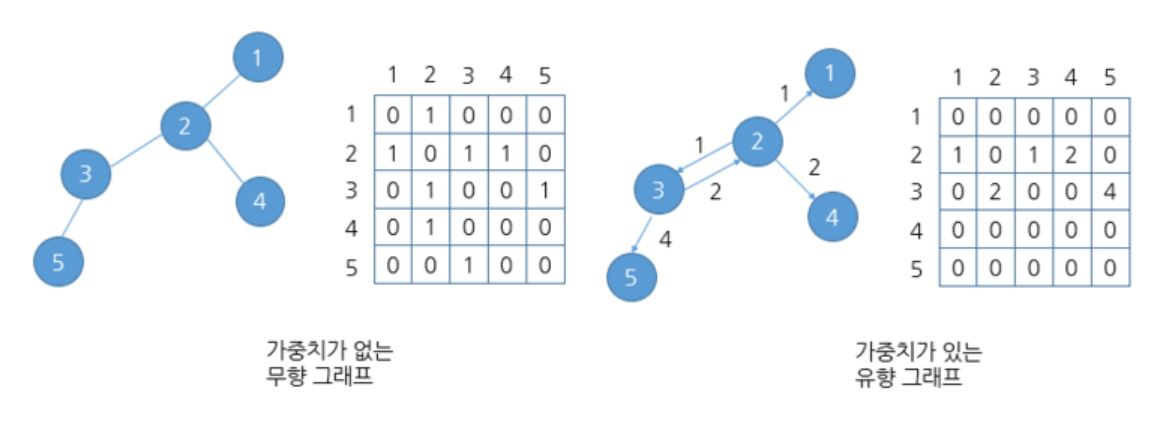 1
2
3
4
5
1 2 3 4 5
1 0 1 0 0 0
2 1 0 1 1 0
3 0 1 0 0 1
4 0 1 0 0 0
5 0 0 1 0 0
가중치가 없는
무향 그래프
1
1
2
1
3
2
2
4
4
5
1 2 3 4 5
1 0 0 0 0 0
2 1 0 1 2 0
3 0 2 0 0 4
4 0 0 0 0 0
5 0 0 0 0 0
가중치가 있는
유향 그래프